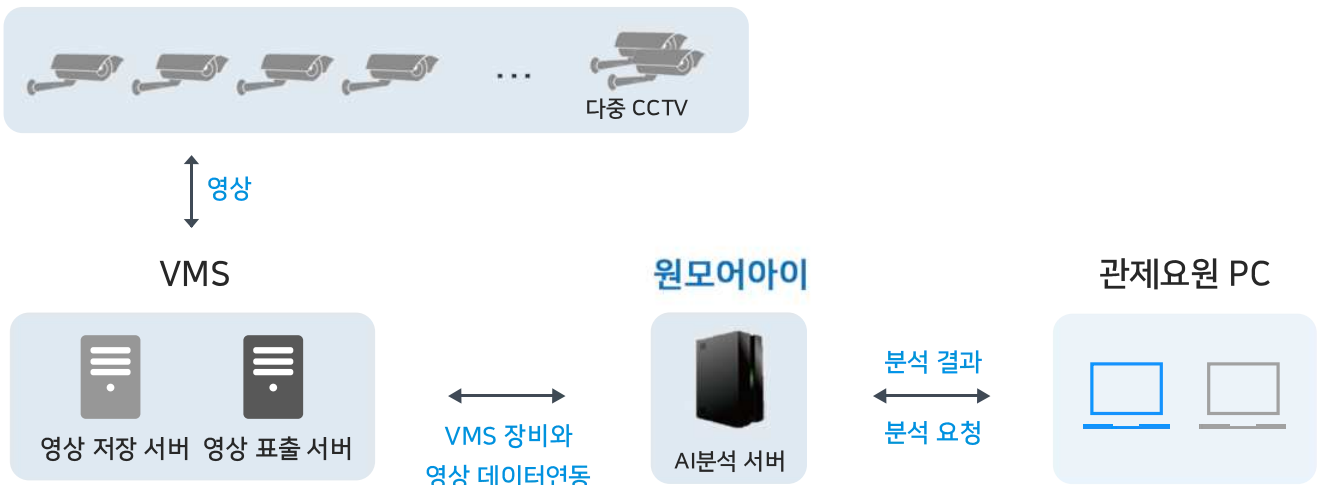 다중 CCTV
영상
VMS
원모어아이
관제요원 PC
영상 저장 서버
영상 표출 서버
VMS 장비와
영상 데이터연동
AI분석 서버
분석 결과
분석 요청